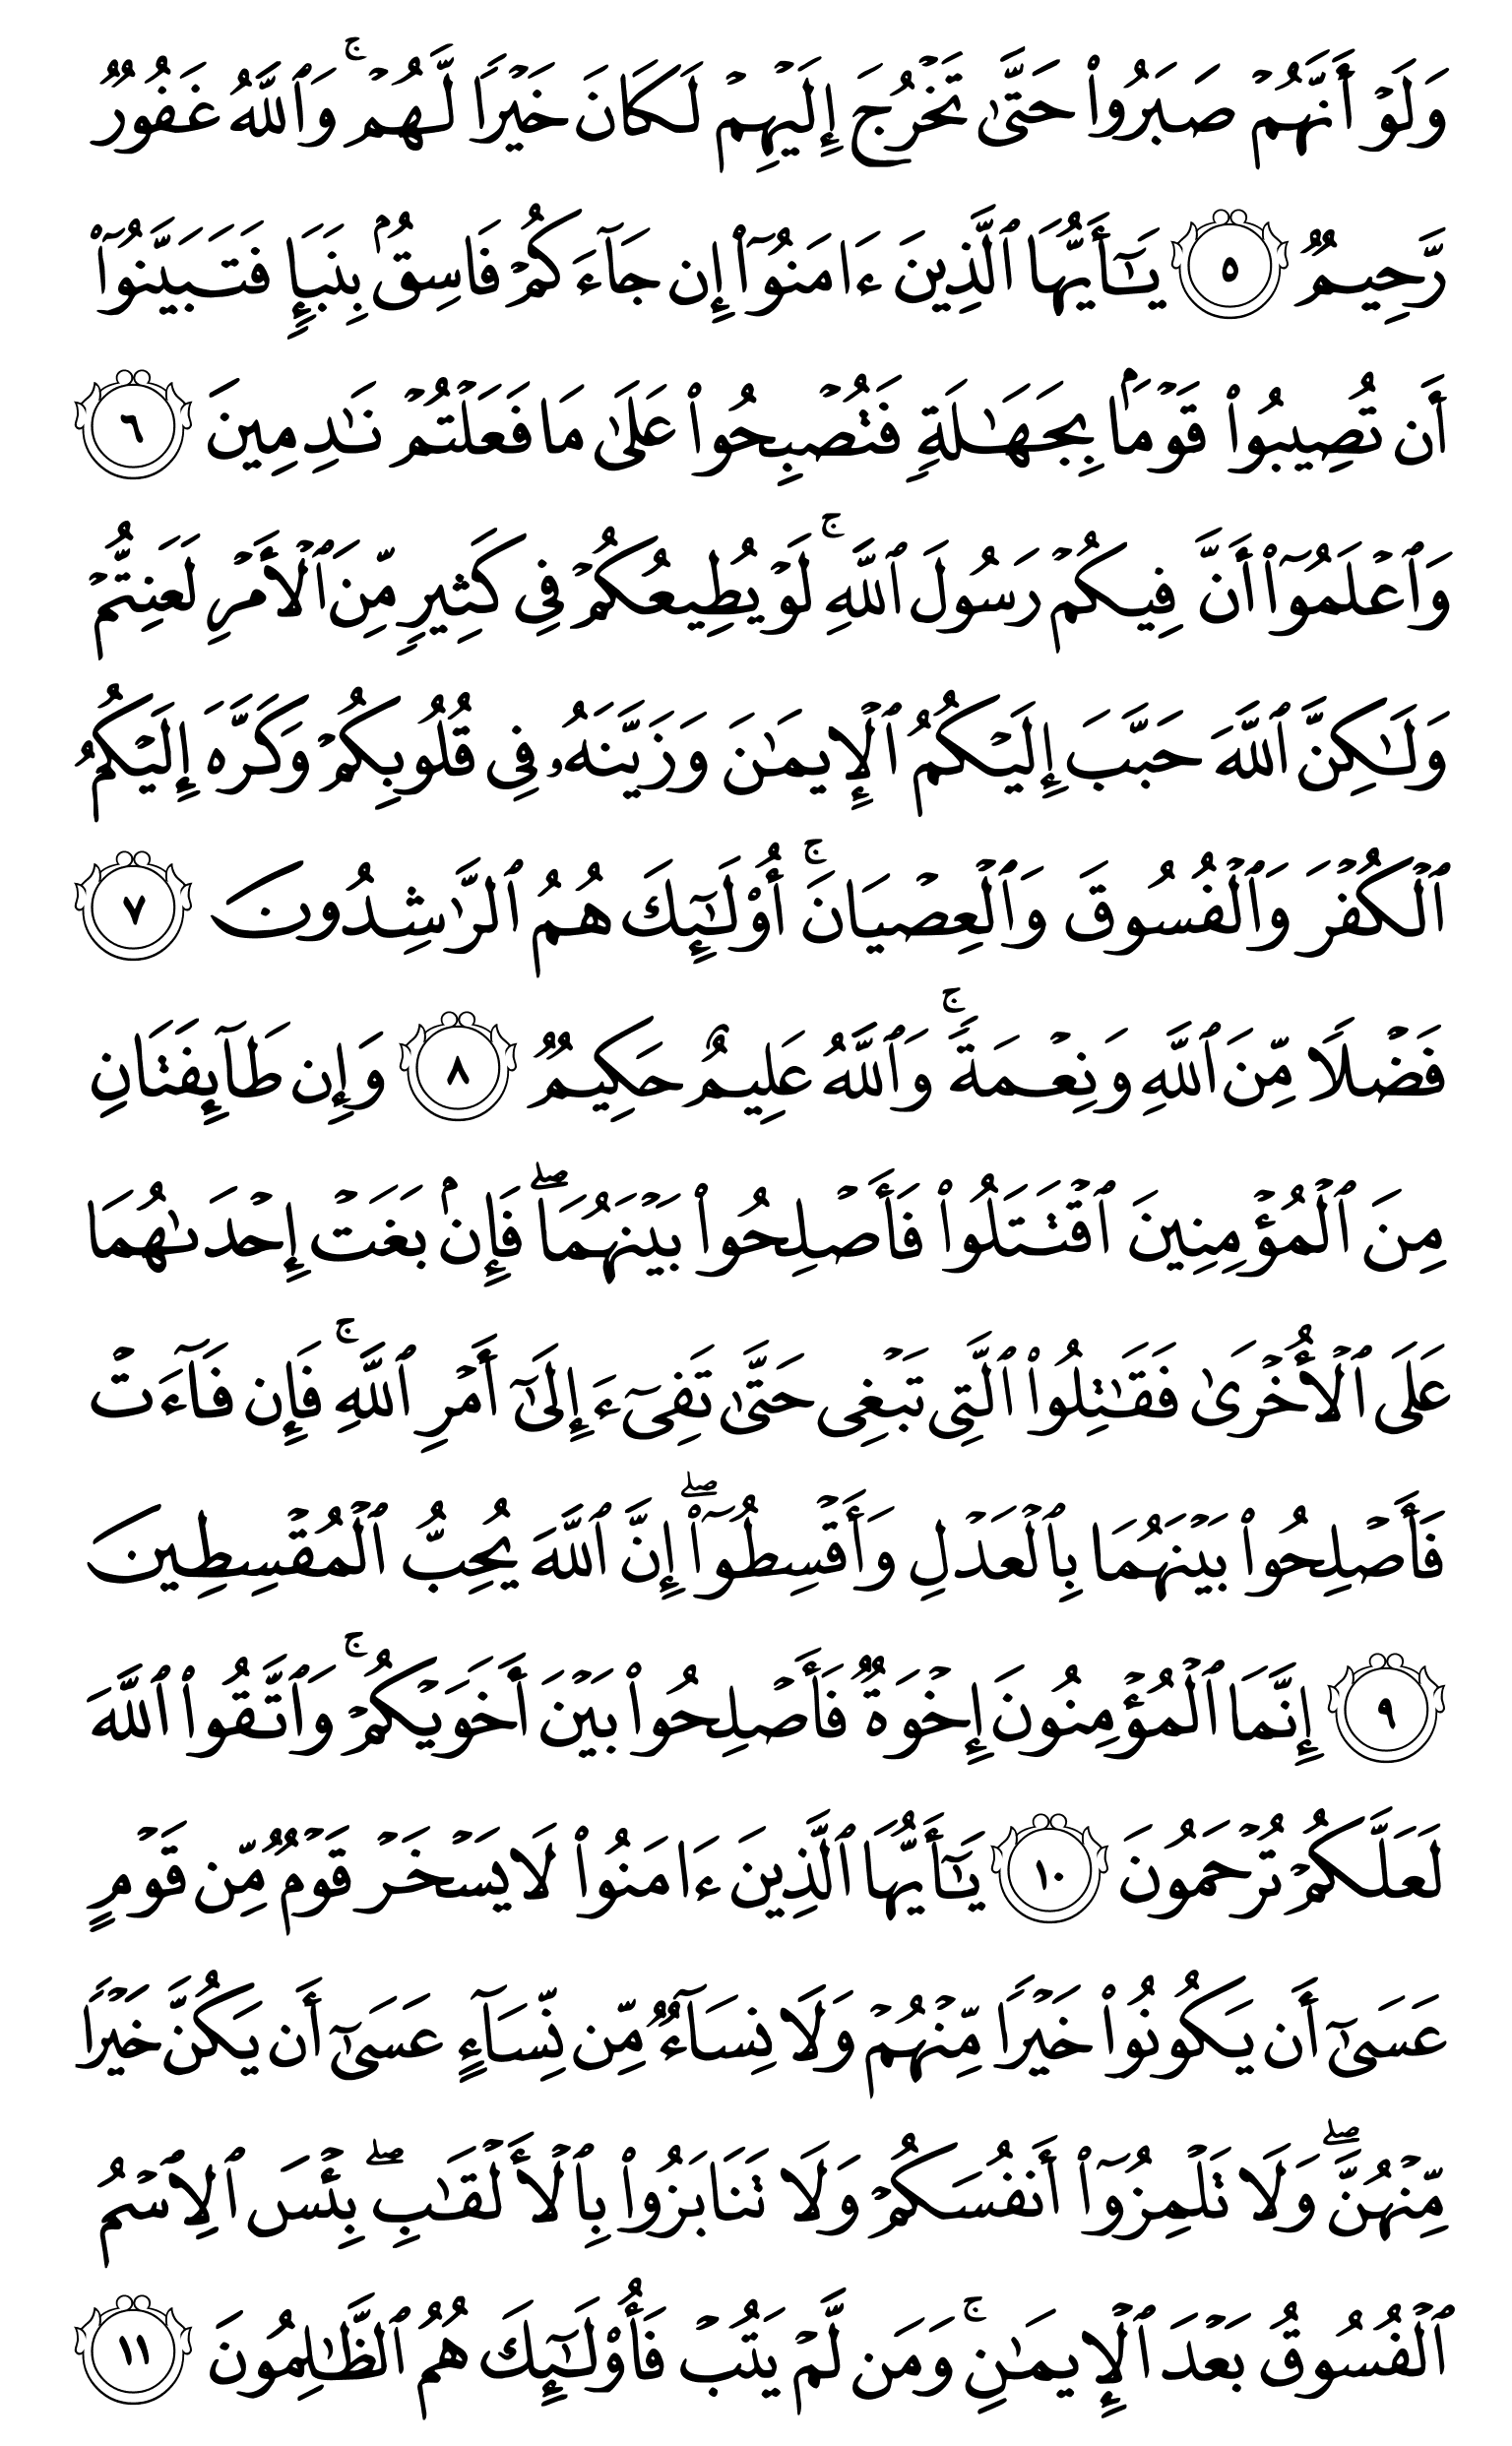 وَلَوۡ أَنَّهُمۡ صَبَرُواْ حَتَّىٰ تَخۡرُجَ إِلَيۡهِمۡ لَكَانَ خَيۡرًا لَّهُمۡۚ وَٱللَّهُ غَفُورٌ
رَّحِيمٌ ٥ يَـٰٓأَيُّهَا ٱلَّذِينَ ءَامَنُوٓاْ إِن جَآءَكُمۡ فَاسِقُۢ بِنَبَإٍ فَتَبَيَّنُوٓاْ
أَن تُصِيبُواْ قَوۡمَۢا بِجَهَـٰلَةٍ فَتُصۡبِحُواْ عَلَىٰ مَا فَعَلۡتُمۡ نَـٰدِمِينَ ٦
وَٱعۡلَمُوٓاْ أَنَّ فِيكُمۡ رَسُولَ ٱللَّهِۚ لَوۡ يُطِيعُكُمۡ فِي كَثِيرٍ مِّنَ ٱلۡأَمۡرِ لَعَنِتُّمۡ
وَلَـٰكِنَّ ٱللَّهَ حَبَّبَ إِلَيۡكُمُ ٱلۡإِيمَـٰنَ وَزَيَّنَهُۥ فِي قُلُوبِكُمۡ وَكَرَّهَ إِلَيۡكُمُ
ٱلۡكُفۡرَ وَٱلۡفُسُوقَ وَٱلۡعِصۡيَانَۚ أُوْلَـٰٓئِكَ هُمُ ٱلرَّٰشِدُونَ ٧
فَضۡلًا مِّنَ ٱللَّهِ وَنِعۡمَةًۚ وَٱللَّهُ عَلِيمٌ حَكِيمٌ ٨ وَإِن طَآئِفَتَانِ
مِنَ ٱلۡمُؤۡمِنِينَ ٱقۡتَتَلُواْ فَأَصۡلِحُواْ بَيۡنَهُمَاۖ فَإِنۢ بَغَتۡ إِحۡدَىٰهُمَا
عَلَى ٱلۡأُخۡرَىٰ فَقَـٰتِلُواْ ٱلَّتِي تَبۡغِي حَتَّىٰ تَفِيٓءَ إِلَىٰٓ أَمۡرِ ٱللَّهِۚ فَإِن فَآءَتۡ
فَأَصۡلِحُواْ بَيۡنَهُمَا بِٱلۡعَدۡلِ وَأَقۡسِطُوٓاْۖ إِنَّ ٱللَّهَ يُحِبُّ ٱلۡمُقۡسِطِينَ
٩ إِنَّمَا ٱلۡمُؤۡمِنُونَ إِخۡوَةٌ فَأَصۡلِحُواْ بَيۡنَ أَخَوَيۡكُمۡۚ وَٱتَّقُواْ ٱللَّهَ
لَعَلَّكُمۡ تُرۡحَمُونَ ١٠ يَـٰٓأَيُّهَا ٱلَّذِينَ ءَامَنُواْ لَا يَسۡخَرۡ قَوۡمٌ مِّن قَوۡمٍ
عَسَىٰٓ أَن يَكُونُواْ خَيۡرًا مِّنۡهُمۡ وَلَا نِسَآءٌ مِّن نِّسَآءٍ عَسَىٰٓ أَن يَكُنَّ خَيۡرًا
مِّنۡهُنَّۖ وَلَا تَلۡمِزُوٓاْ أَنفُسَكُمۡ وَلَا تَنَابَزُواْ بِٱلۡأَلۡقَـٰبِۖ بِئۡسَ ٱلِٱسۡمُ
ٱلۡفُسُوقُ بَعۡدَ ٱلۡإِيمَـٰنِۚ وَمَن لَّمۡ يَتُبۡ فَأُوْلَـٰٓئِكَ هُمُ ٱلظَّـٰلِمُونَ ١١